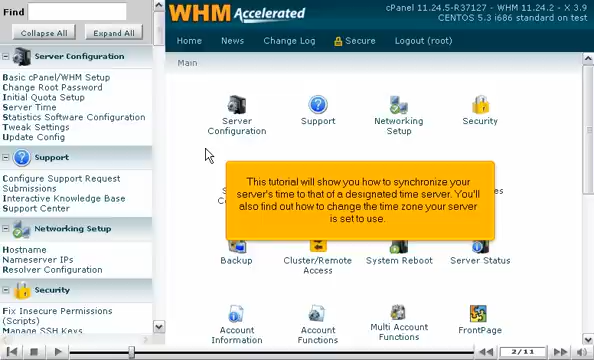 Find
Collapse All Expand All
Server Configuration
Basic cPanel/WHM Setup
Change Root Password
Initial Quota Setup
Server Time
Statistics Software Configuration
Tweak Settings
Update Config
Support
Configure Support Request
Submissions
Interactive Knowledge Base
Support Center
Networking Setup
Hostname
Nameserver IPs
Resolver Configuration
Security
Fix Insecure Permissions
(Scripts)
Manage SSH Keys
WHM Accelerated
cPanel 11.24.5-R37127 - WHM 11.24.2 - X 3.9
CENTOS 5.3 i686 standard on test
Home News Change Log Secure Logout (root)
Main
Server
Configuration
Support
Networking
Setup
Security
This tutorial will show you how to synchronize your
server's time to that of a designated time server. You'll
also find out how to change the time zone your server
is set to use.
Backup
Cluster/Remote
Access
System Reboot
Server Status
Account
Information
Account
Functions
Multi Account
Functions
FrontPage
2/11